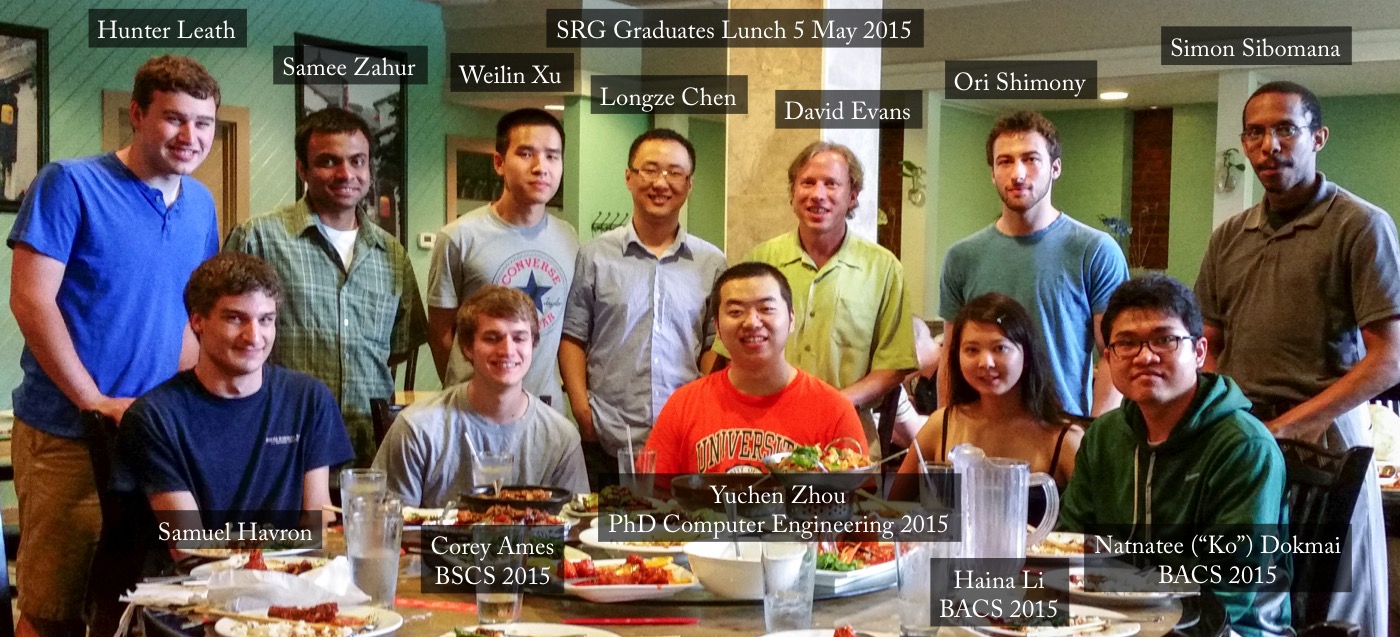 Hunter Leath
SRG Graduates Lunch 5 May 2015
Simon Sibomana
Samee Zahur
Weilin Xu
Longze Chen
David Evans
Ori Shimony
CONVERSE
UNIVERSI
Samuel Havron
Corey Ames
BSCS 2015
Yuchen Zhou
PhD Computer Engineering 2015
Haina Li
BACS 2015
Natnatee (“Ko”) Dokmai
BACS 2015